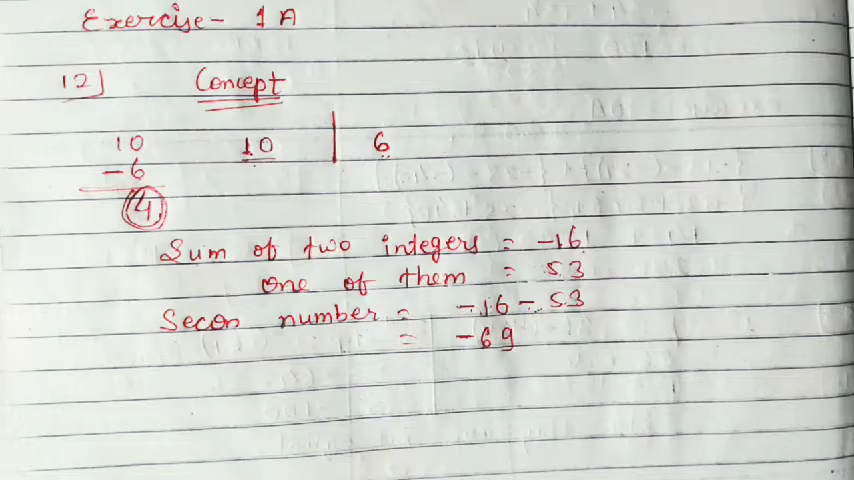 Exercise- 1A
12) Concept
10 10 | 6
-6
4
Sum of two integers = -16
one of them = 53
Secon number = -16 - 53
= -69